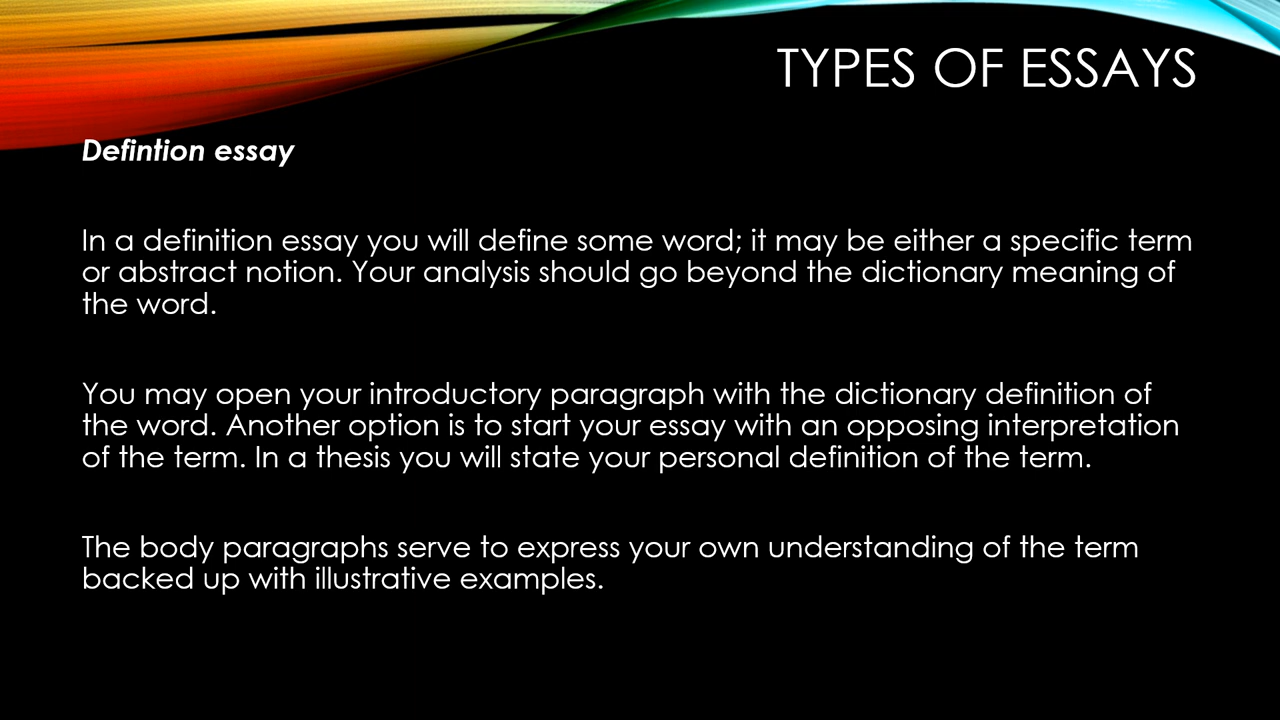 TYPES OF ESSAYS
Defintion essay
In a definition essay you will define some word; it may be either a specific term
or abstract notion. Your analysis should go beyond the dictionary meaning of
the word.
You may open your introductory paragraph with the dictionary definition of
the word. Another option is to start your essay with an opposing interpretation
of the term. In a thesis you will state your personal definition of the term.
The body paragraphs serve to express your own understanding of the term
backed up with illustrative examples.